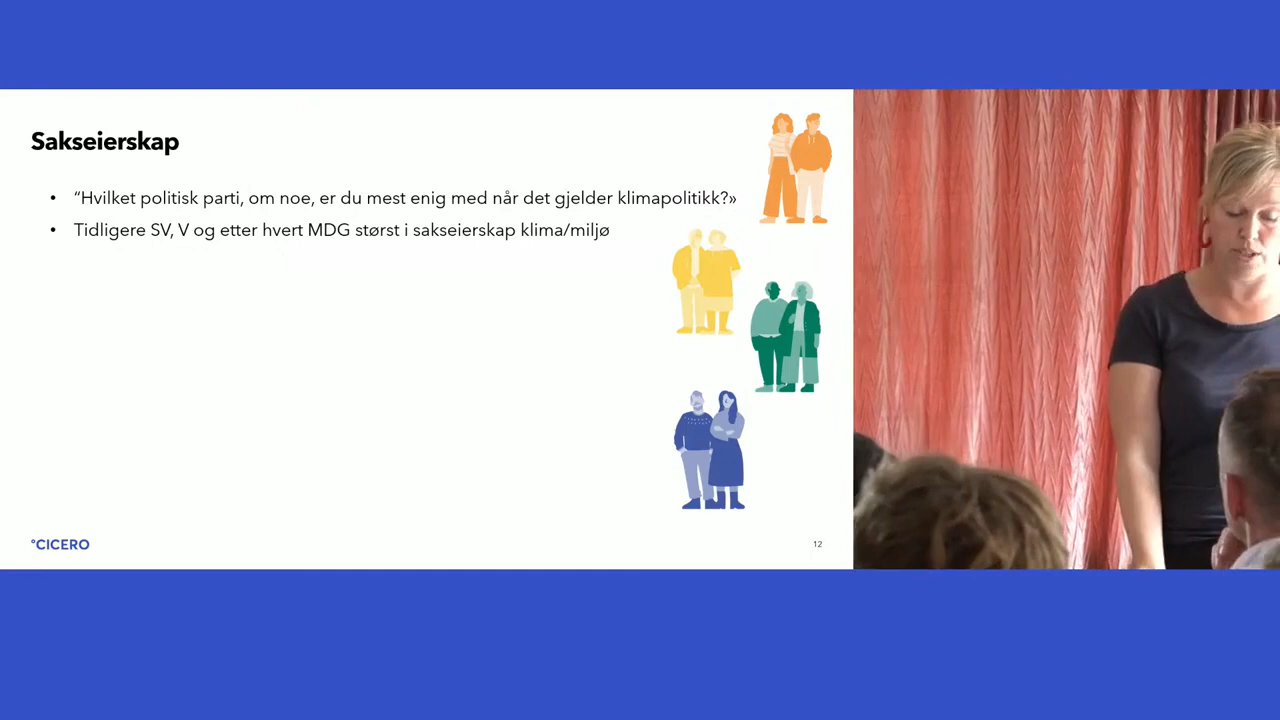 Sakseierskap
• “Hvilket politisk parti, om noe, er du mest enig med når det gjelder klimapolitikk?»
• Tidligere SV, V og etter hvert MDG størst i sakseierskap klima/miljø
°CICERO
12